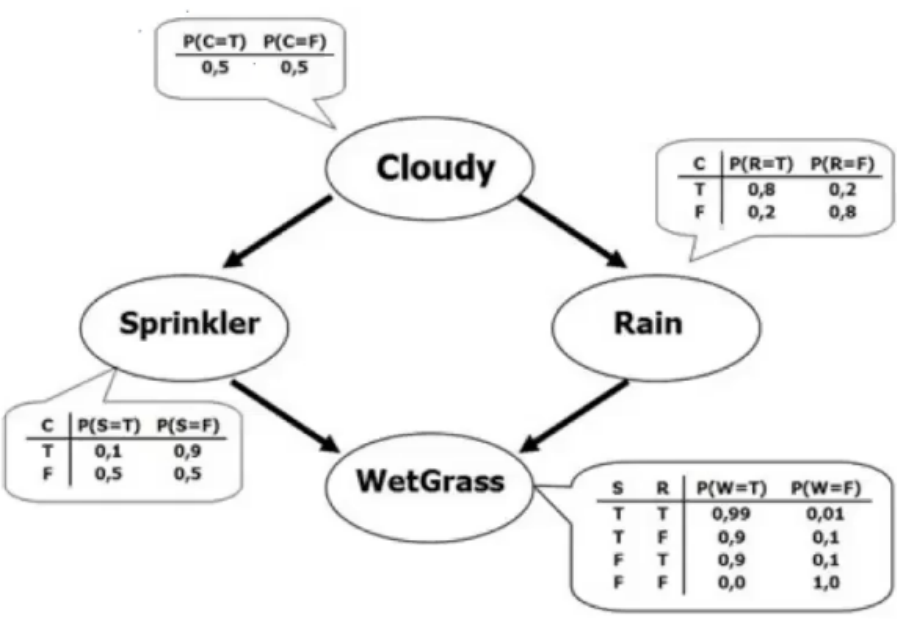 P(C=T) P(C=F)
0,5 0,5
Cloudy
C P(R=T) P(R=F)
T 0,8 0,2
F 0,2 0,8
Sprinkler
Rain
C P(S=T) P(S=F)
T 0,1 0,9
F 0,5 0,5
WetGrass
S R P(W=T) P(W=F)
T T 0,99 0,01
T F 0,9 0,1
F T 0,9 0,1
F F 0,0 1,0